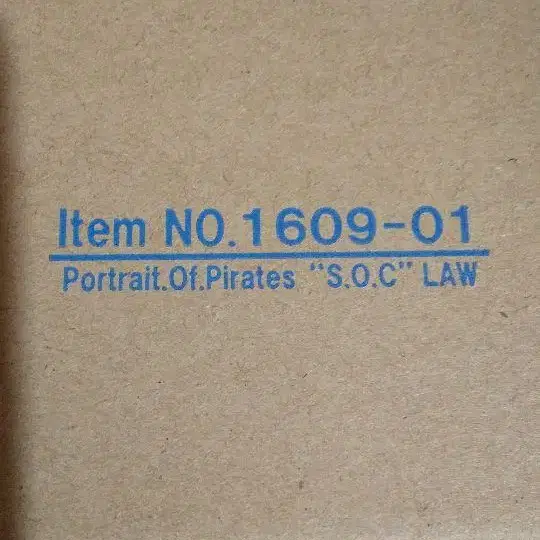 Item NO.1609-01
Portrait.Of.Pirates “S.O.C” LAW